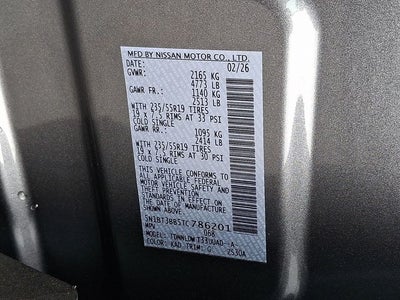 MFD BY NISSAN MOTOR CO., LTD.
DATE: 02/26
GVWR: 2165 KG
4773 LB
GAWR FR.: 1140 KG
2513 LB
WITH 235/55R19 TIRES
19 x 7.5 RIMS AT 33 PSI
COLD SINGLE
GAWR RR.: 1095 KG
2414 LB
WITH 235/55R19 TIRES
19 x 7.5 RIMS AT 30 PSI
COLD SINGLE
THIS VEHICLE CONFORMS TO
ALL APPLICABLE FEDERAL
MOTOR VEHICLE SAFETY AND
THEFT PREVENTION
STANDARDS IN EFFECT ON
THE DATE OF MANUFACTURE
SHOWN ABOVE.
5N1BT3BB5TC786201
MPV 068
MODEL:
COLOR: KAD TRIM: G 2530A